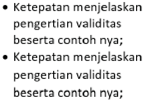 • Ketepatan menjelaskan
pengertian validitas
beserta contoh nya;
• Ketepatan menjelaskan
pengertian validitas
beserta contoh nya;